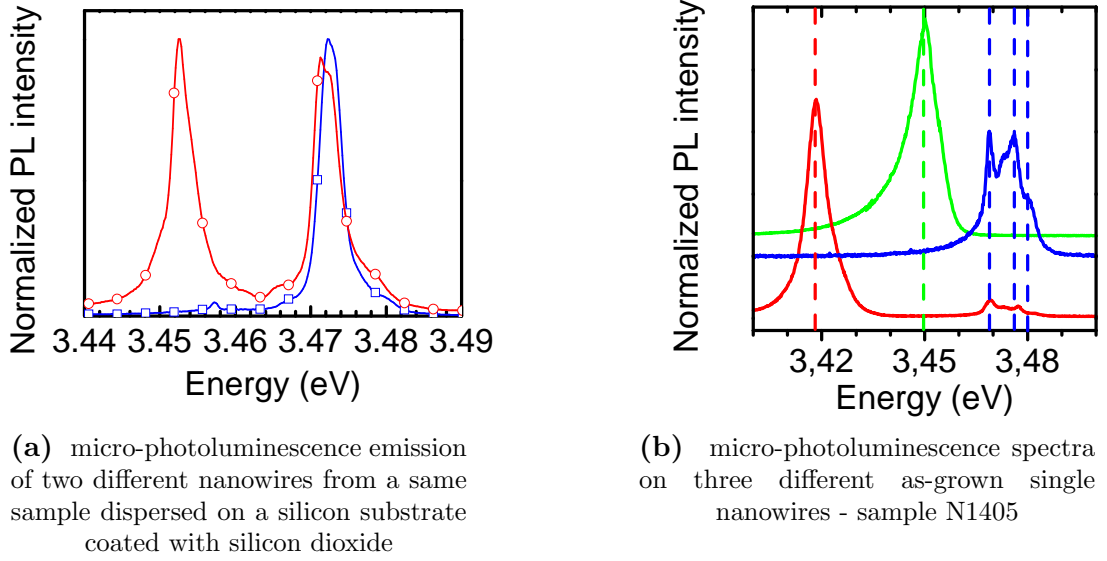 Normalized PL intensity
3.44 3.45 3.46 3.47 3.48 3.49
Energy (eV)
(a) micro-photoluminescence emission
of two different nanowires from a same
sample dispersed on a silicon substrate
coated with silicon dioxide
Normalized PL intensity
3,42 3,45 3,48
Energy (eV)
(b) micro-photoluminescence spectra
on three different as-grown single
nanowires - sample N1405